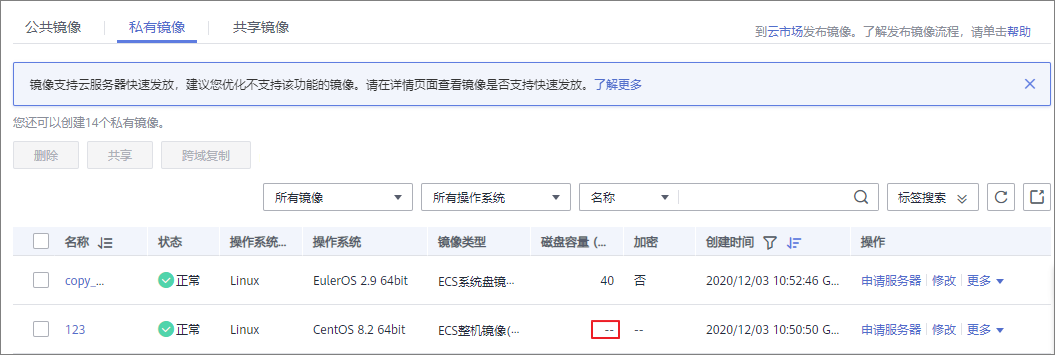 公共镜像 私有镜像 共享镜像 到云市场发布镜像。了解发布镜像流程，请单击帮助
镜像支持云服务器快速发放，建议您优化不支持该功能的镜像。请在详情页面查看镜像是否支持快速发放。了解更多
您还可以创建14个私有镜像。
删除 共享 跨域复制
所有镜像 所有操作系统 名称 标签搜索
名称 状态 操作系统... 操作系统 镜像类型 磁盘容量 (... 加密 创建时间 操作
copy_... 正常 Linux EulerOS 2.9 64bit ECS系统盘镜... 40 否 2020/12/03 10:52:46 G... 申请服务器 修改 更多
123 正常 Linux CentOS 8.2 64bit ECS整机镜像(... -- -- 2020/12/03 10:50:50 G... 申请服务器 修改 更多